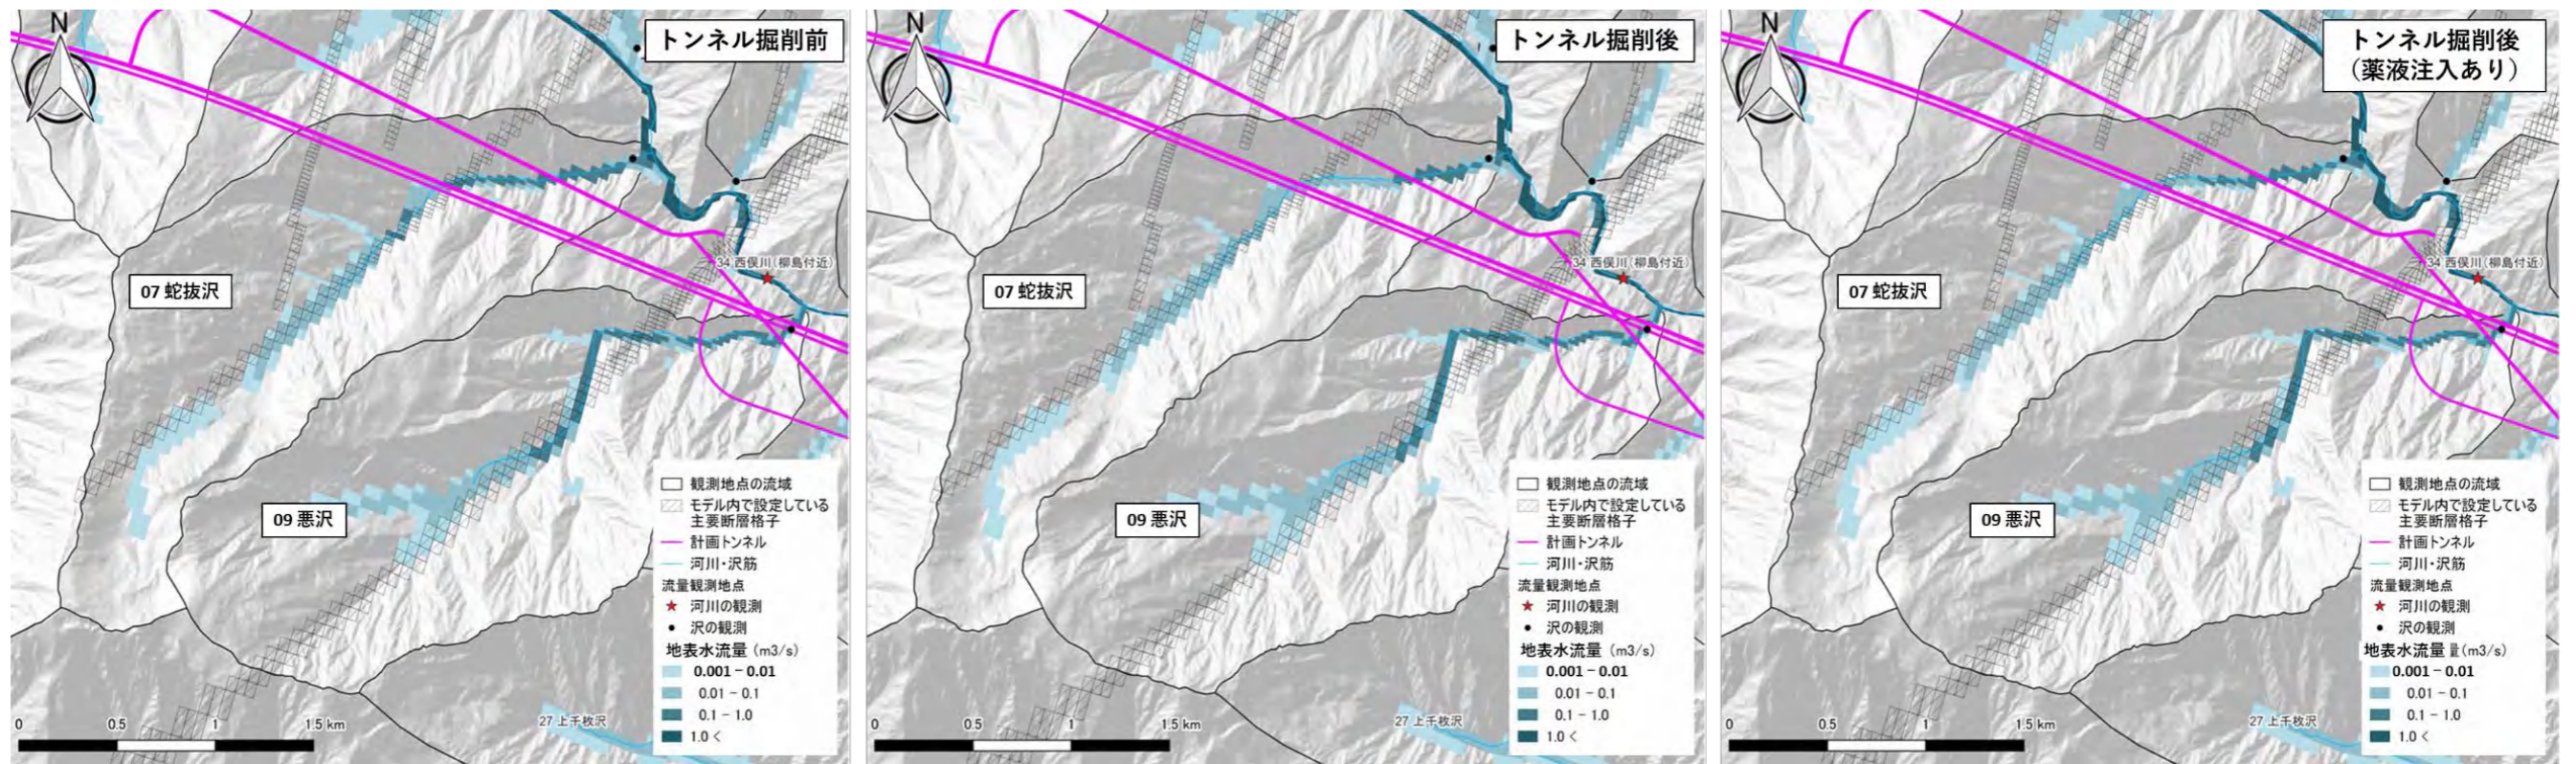 N
トンネル掘削前
34 西俣川(柳島付近)
07 蛇抜沢
09 悪沢
観測地点の流域
モデル内で設定している
主要断層格子
計画トンネル
河川・沢筋
流量観測地点
河川の観測
沢の観測
地表水流量 (m3/s)
0.001 – 0.01
0.01 – 0.1
0.1 – 1.0
1.0 <
27 上千枚沢
0 0.5 1 1.5 km
N
トンネル掘削後
34 西俣川(柳島付近)
07 蛇抜沢
09 悪沢
観測地点の流域
モデル内で設定している
主要断層格子
計画トンネル
河川・沢筋
流量観測地点
河川の観測
沢の観測
地表水流量 (m3/s)
0.001 – 0.01
0.01 – 0.1
0.1 – 1.0
1.0 <
27 上千枚沢
0 0.5 1 1.5 km
N
トンネル掘削後
（薬液注入あり）
34 西俣川(柳島付近)
07 蛇抜沢
09 悪沢
観測地点の流域
モデル内で設定している
主要断層格子
計画トンネル
河川・沢筋
流量観測地点
河川の観測
沢の観測
地表水流量 量(m3/s)
0.001 – 0.01
0.01 – 0.1
0.1 – 1.0
1.0 <
27 上千枚沢
0 0.5 1 1.5 km